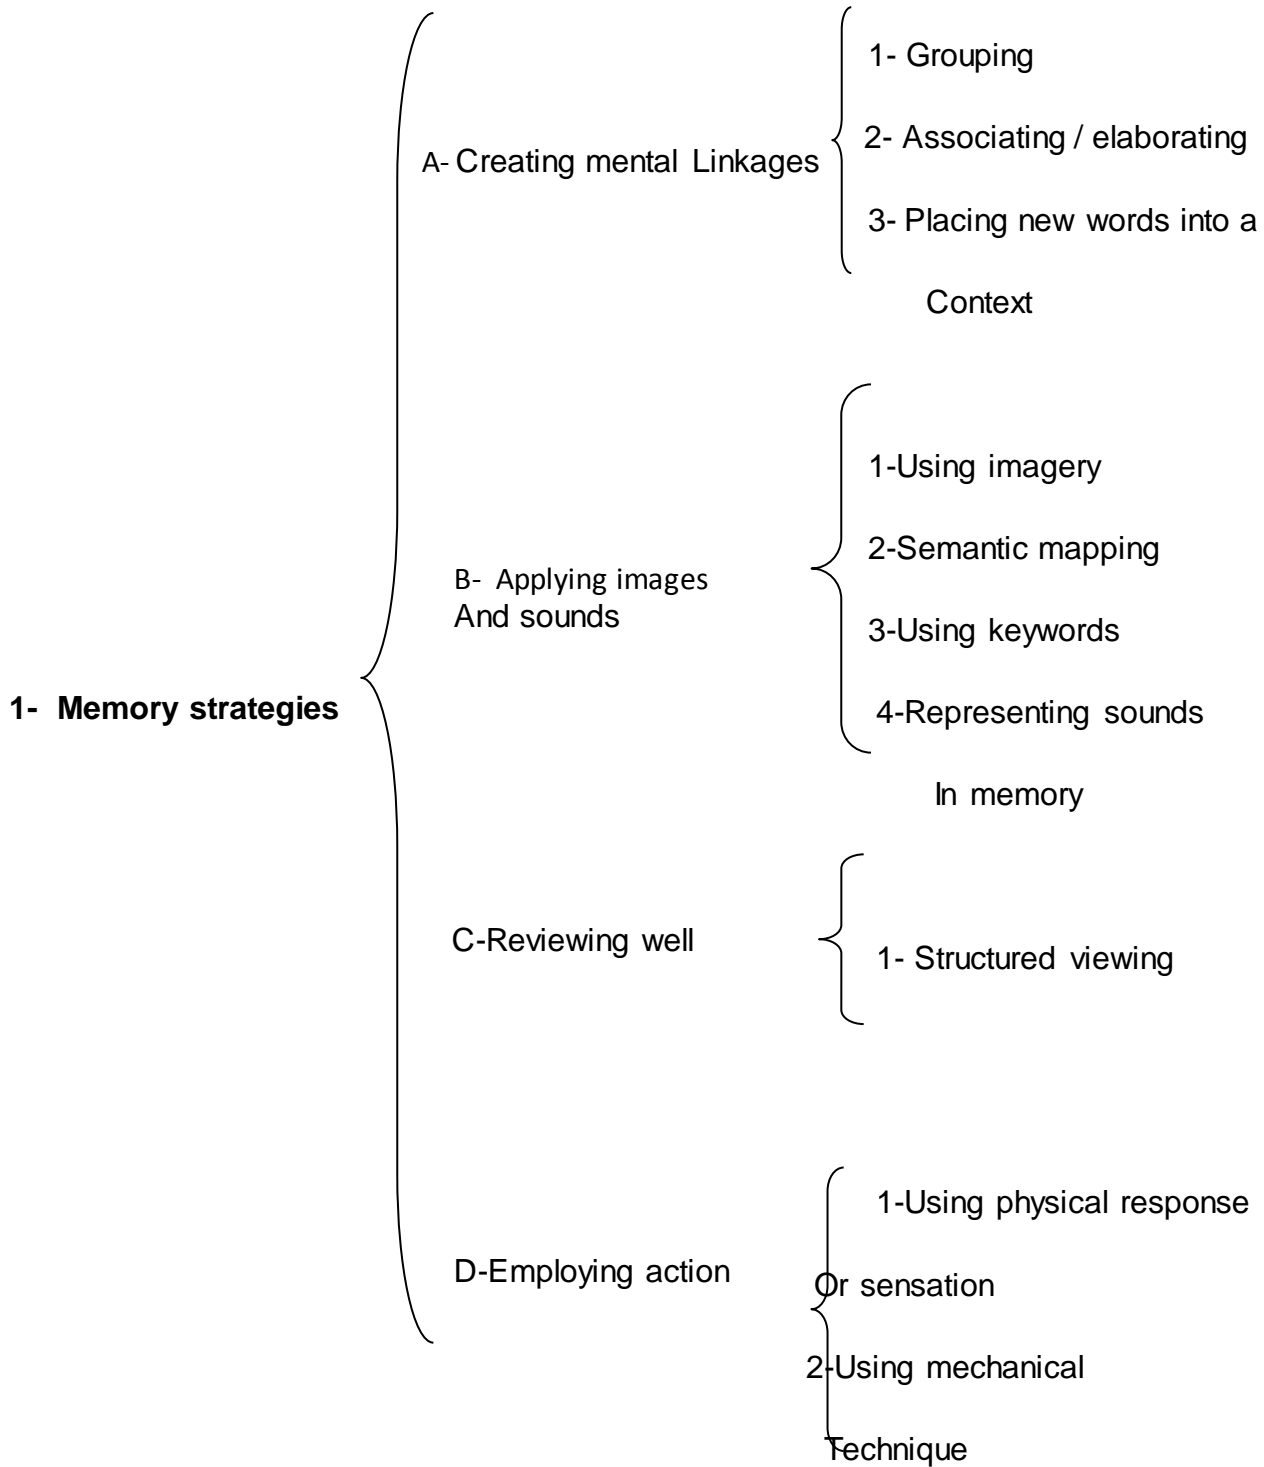 1- Memory strategies
A- Creating mental Linkages
1- Grouping
2- Associating / elaborating
3- Placing new words into a
Context
B- Applying images
And sounds
1-Using imagery
2-Semantic mapping
3-Using keywords
4-Representing sounds
In memory
C-Reviewing well
1- Structured viewing
D-Employing action
1-Using physical response
Or sensation
2-Using mechanical
Technique